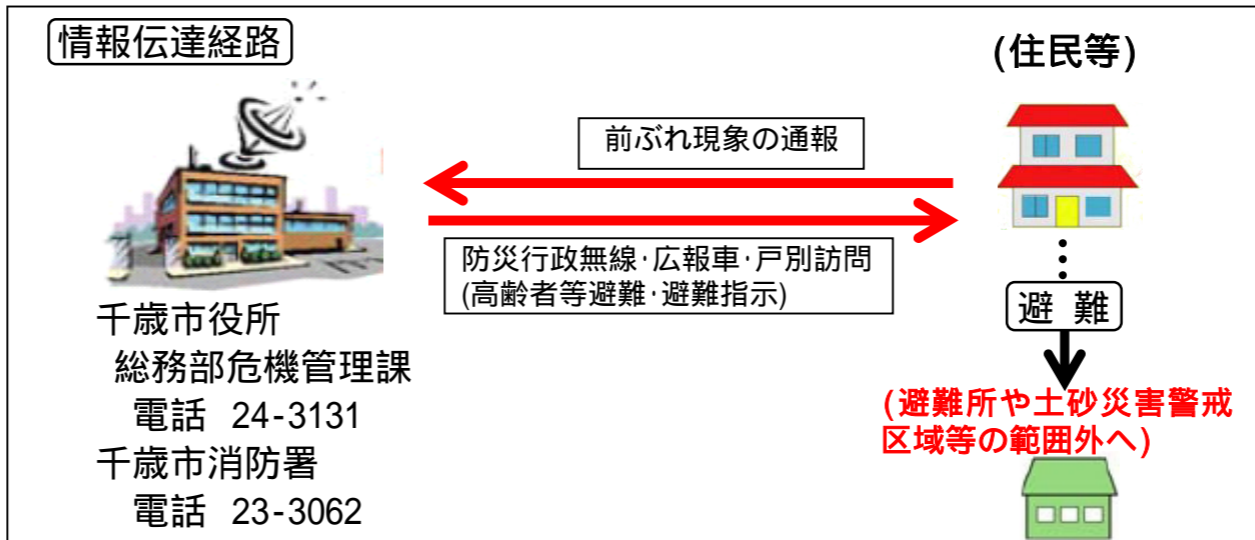 情報伝達経路
(住民等)
前ぶれ現象の通報
防災行政無線･広報車･戸別訪問
(高齢者等避難･避難指示)
千歳市役所
総務部危機管理課
電話 24-3131
千歳市消防署
電話 23-3062
避 難
(避難所や土砂災害警戒
区域等の範囲外へ)